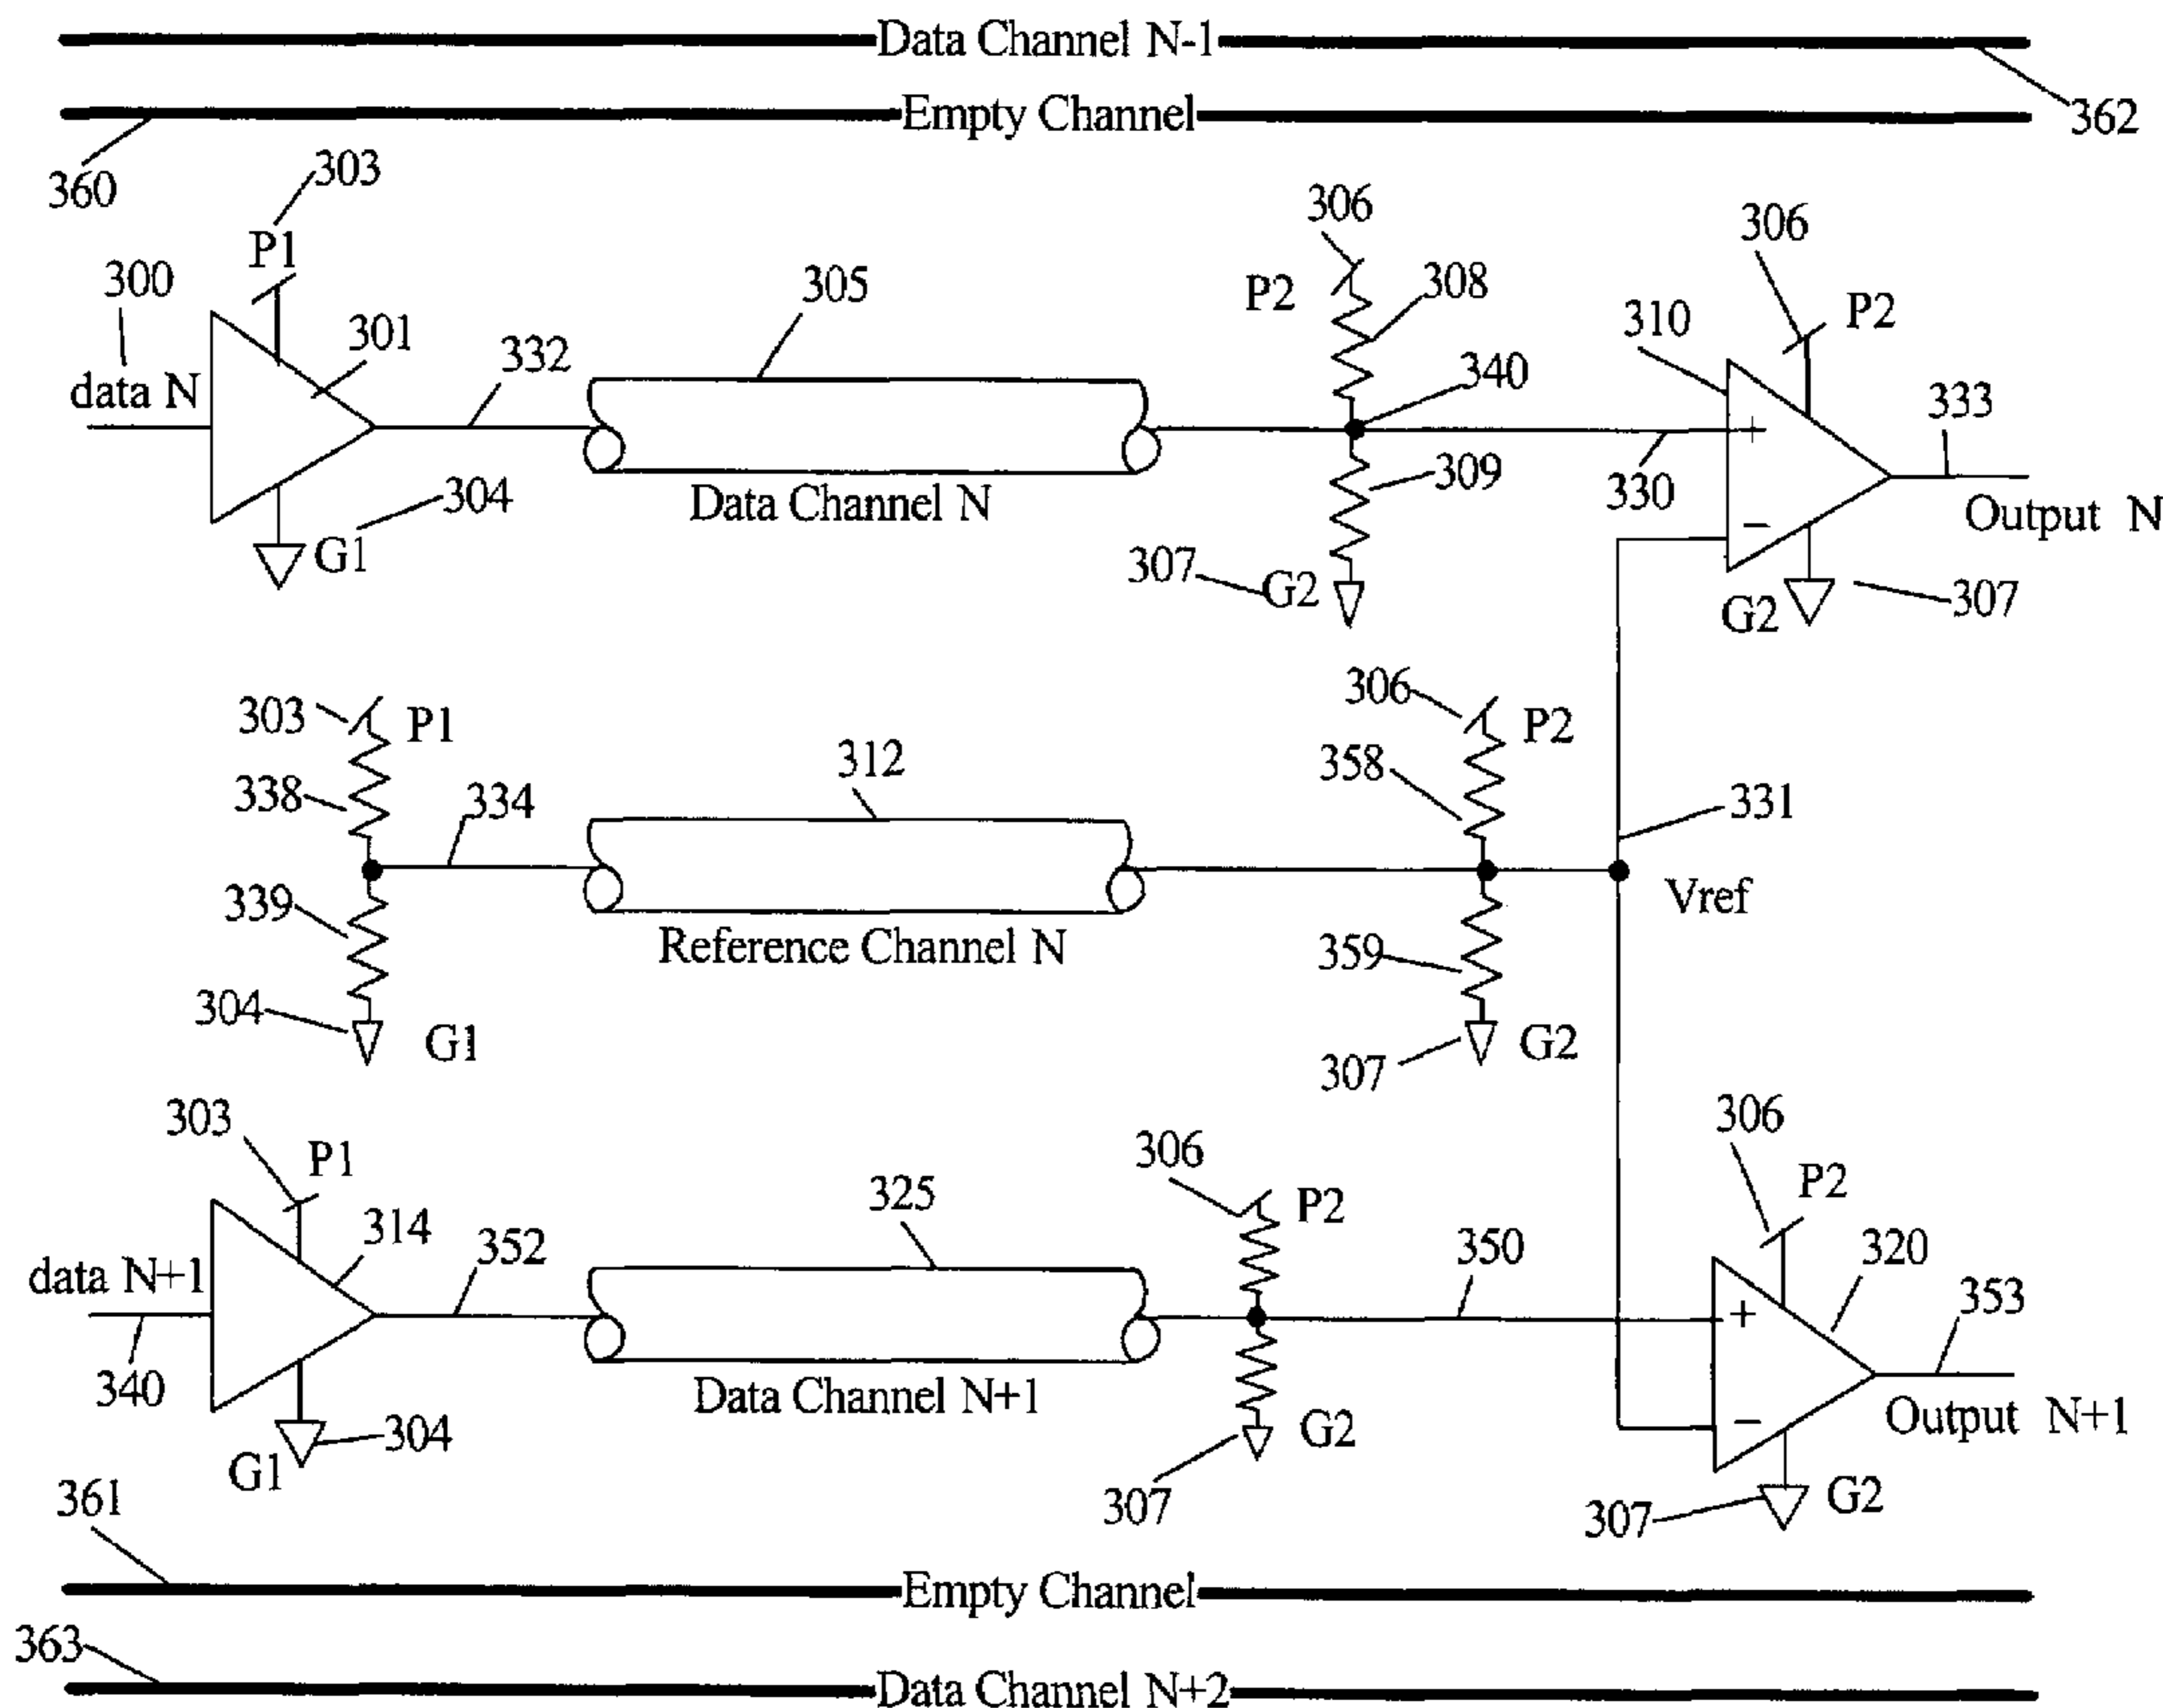 Data Channel N-1
Empty Channel
362
360
303
P1
300
data N
301
332
305
304
G1
Data Channel N
306
P2
308
340
309
307
G2
306
P2
310
330
+
−
333
Output N
G2
307
303
P1
338
334
339
304
G1
312
Reference Channel N
306
P2
358
359
307
G2
331
Vref
303
P1
314
data N+1
340
352
304
G1
325
Data Channel N+1
306
P2
350
307
G2
306
P2
320
+
−
353
Output N+1
307
G2
361
Empty Channel
363
Data Channel N+2